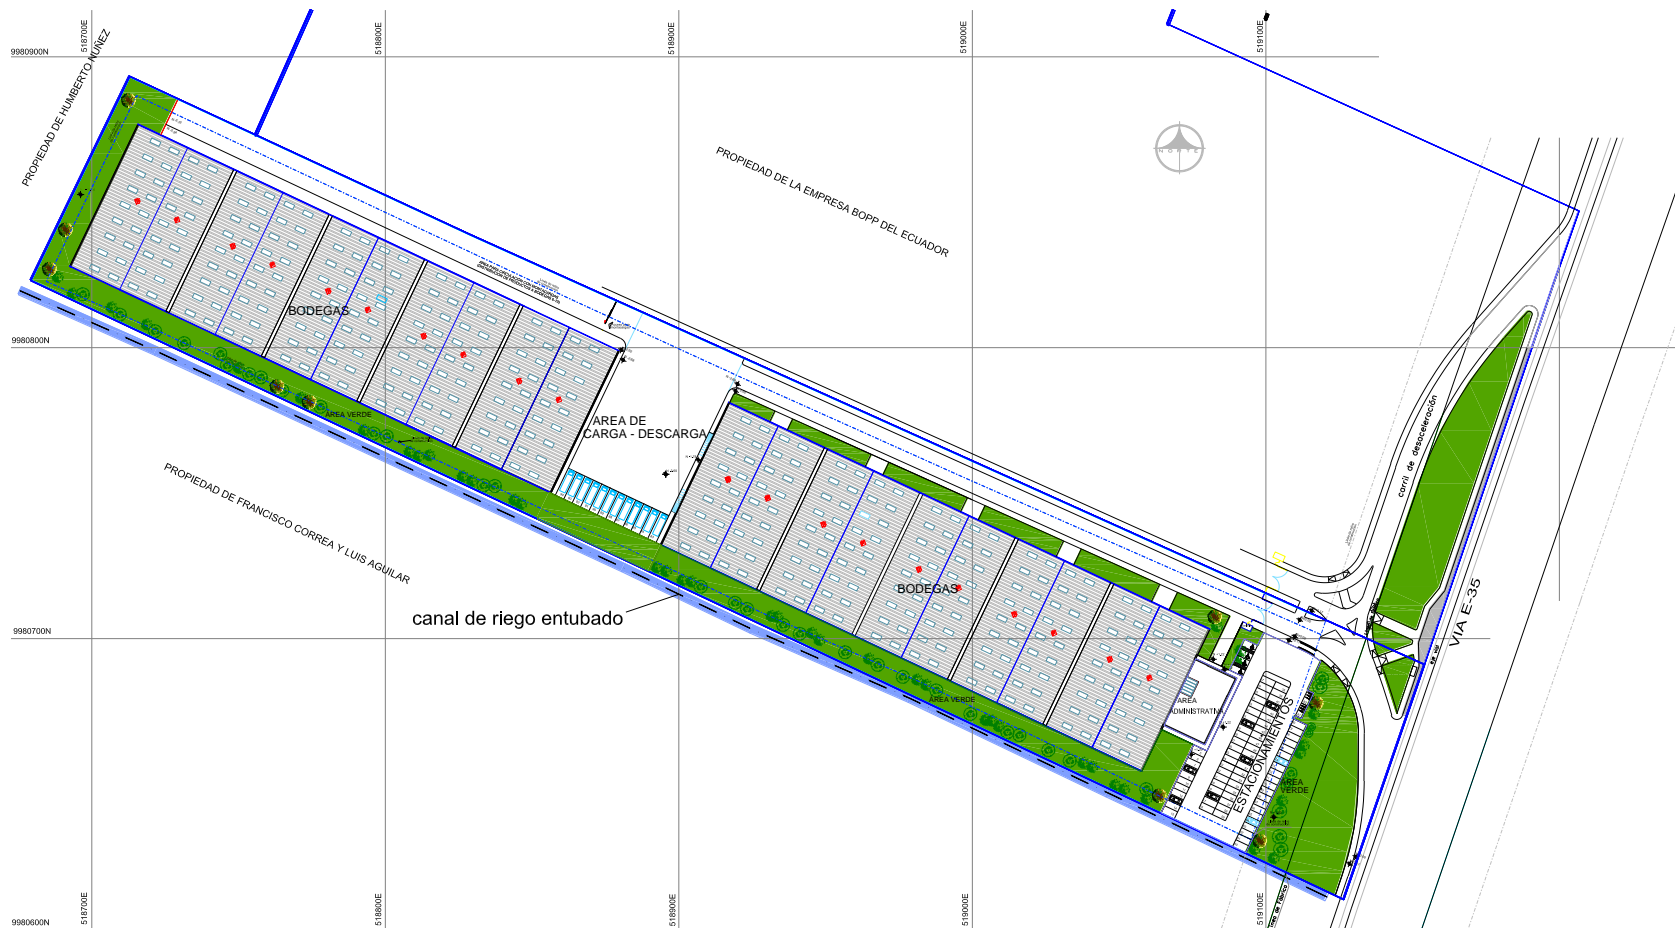 518700E
518800E
518900E
519000E
519100E
9980900N
PROPIEDAD DE HUMBERTO NUÑEZ
NORTE
PROPIEDAD DE LA EMPRESA BOPP DEL ECUADOR
BODEGAS
9980800N
AREA VERDE
AREA DE
CARGA - DESCARGA
carril de desaceleración
PROPIEDAD DE FRANCISCO CORREA Y LUIS AGUILAR
canal de riego entubado
BODEGAS
VIA E-35
9980700N
AREA VERDE
AREA
ADMINISTRATIVA
ESTACIONAMIENTOS
AREA
VERDE
9980600N
518700E
518800E
518900E
519000E
519100E